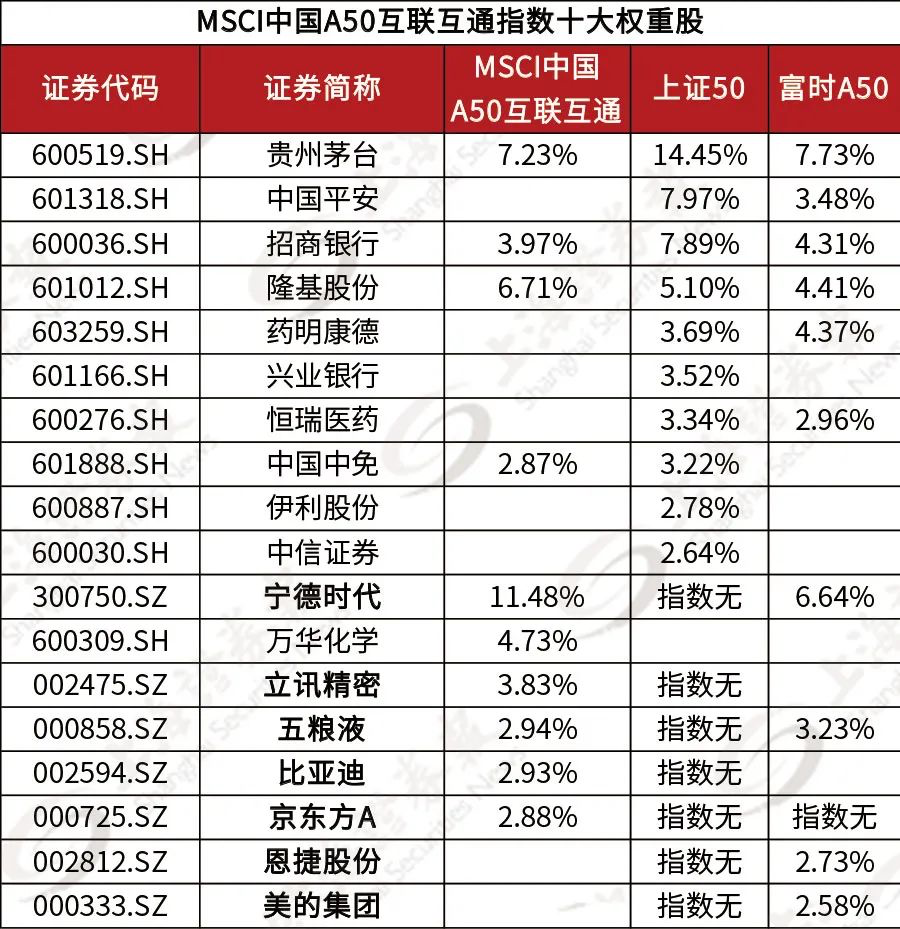 MSCI中国A50互联互通指数十大权重股
证券代码 证券简称 MSCI中国A50互联互通 上证50 富时A50
600519.SH 贵州茅台 7.23% 14.45% 7.73%
601318.SH 中国平安 7.97% 3.48%
600036.SH 招商银行 3.97% 7.89% 4.31%
601012.SH 隆基股份 6.71% 5.10% 4.41%
603259.SH 药明康德 3.69% 4.37%
601166.SH 兴业银行 3.52%
600276.SH 恒瑞医药 3.34% 2.96%
601888.SH 中国中免 2.87% 3.22%
600887.SH 伊利股份 2.78%
600030.SH 中信证券 2.64%
300750.SZ 宁德时代 11.48% 指数无 6.64%
600309.SH 万华化学 4.73%
002475.SZ 立讯精密 3.83% 指数无
000858.SZ 五粮液 2.94% 指数无 3.23%
002594.SZ 比亚迪 2.93% 指数无
000725.SZ 京东方A 2.88% 指数无 指数无
002812.SZ 恩捷股份 指数无 2.73%
000333.SZ 美的集团 指数无 2.58%
上海证券报
Shanghai Securities News